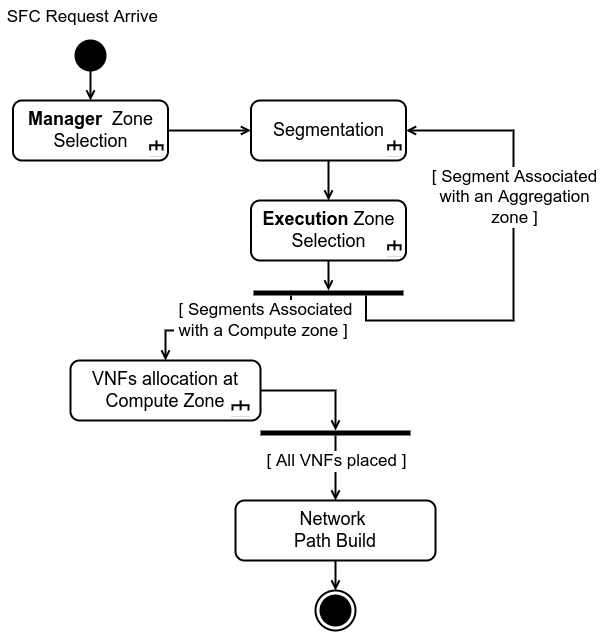 SFC Request Arrive
Manager Zone
Selection
Segmentation
[ Segment Associated
with an Aggregation
zone ]
Execution Zone
Selection
[ Segments Associated
with a Compute zone ]
VNFs allocation at
Compute Zone
[ All VNFs placed ]
Network
Path Build